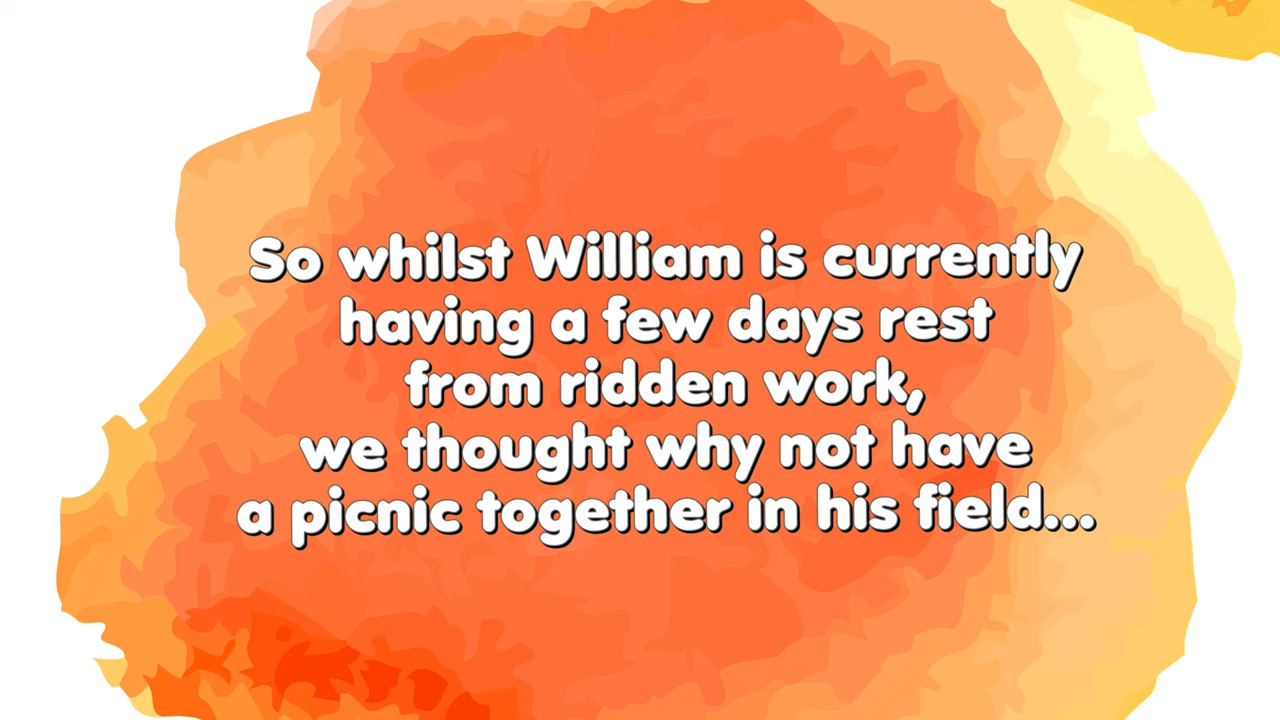 So whilst William is currently
having a few days rest
from ridden work,
we thought why not have
a picnic together in his field...